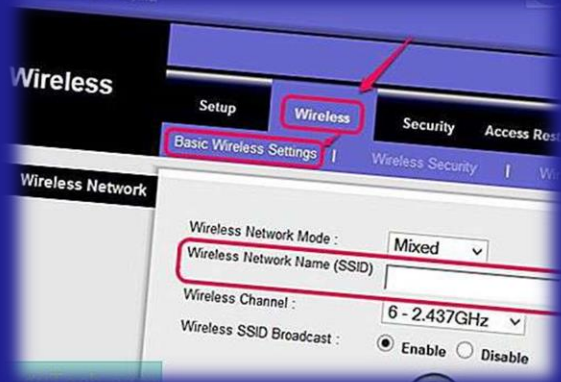 Wireless
Setup Wireless Security Access Rest
Basic Wireless Settings | Wireless Security |
Wireless Network
Wireless Network Mode : Mixed
Wireless Network Name (SSID)
Wireless Channel : 6 - 2.437GHz
Wireless SSID Broadcast : Enable Disable